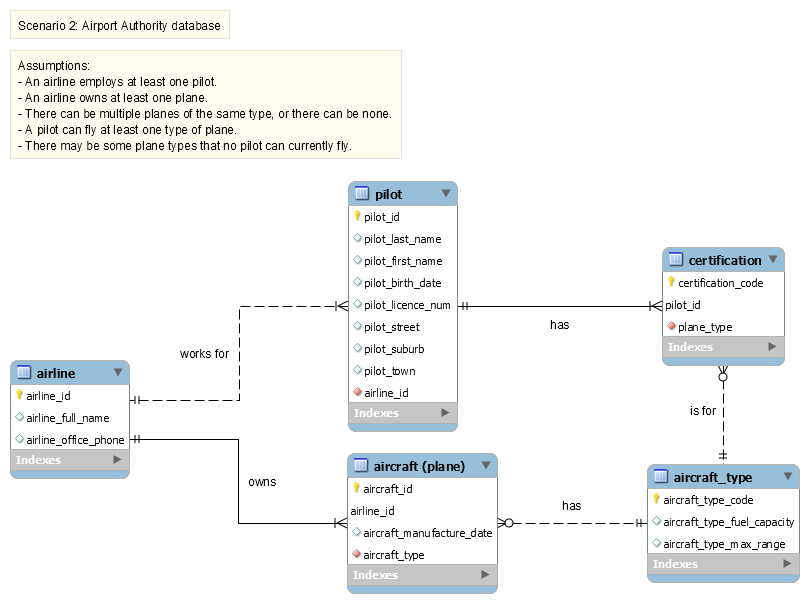 Scenario 2: Airport Authority database
Assumptions:
- An airline employs at least one pilot.
- An airline owns at least one plane.
- There can be multiple planes of the same type, or there can be none.
- A pilot can fly at least one type of plane.
- There may be some plane types that no pilot can currently fly.
pilot
pilot_id
pilot_last_name
pilot_first_name
pilot_birth_date
pilot_licence_num
pilot_street
pilot_suburb
pilot_town
airline_id
Indexes
certification
certification_code
pilot_id
plane_type
Indexes
has
works for
airline
airline_id
airline_full_name
airline_office_phone
Indexes
is for
owns
aircraft (plane)
aircraft_id
airline_id
aircraft_manufacture_date
aircraft_type
Indexes
has
aircraft_type
aircraft_type_code
aircraft_type_fuel_capacity
aircraft_type_max_range
Indexes